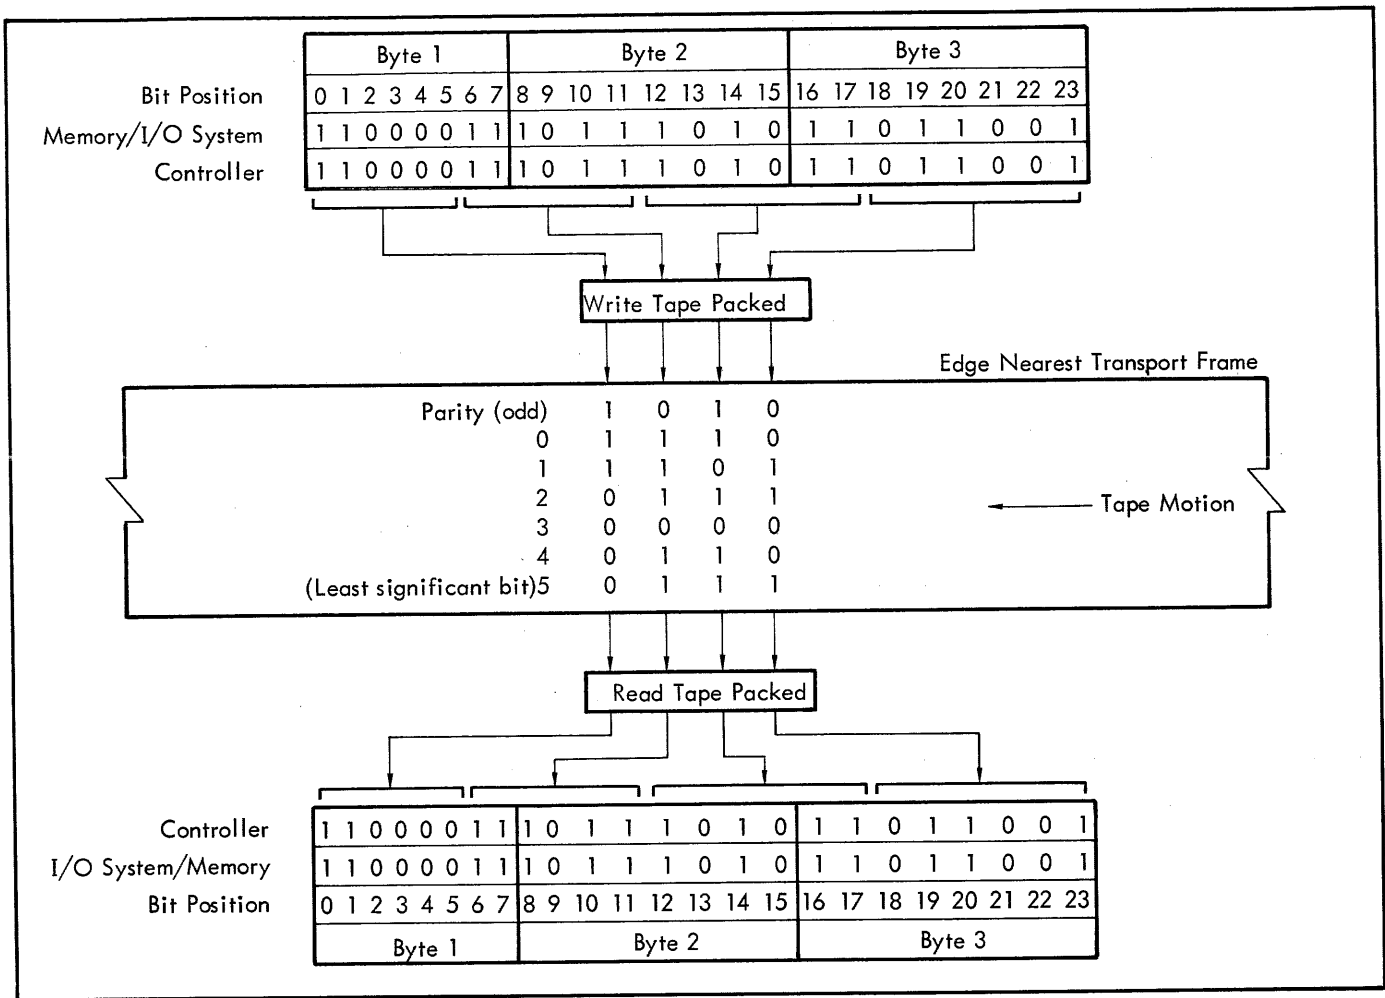 Byte 1 Byte 2 Byte 3
Bit Position 0 1 2 3 4 5 6 7 8 9 10 11 12 13 14 15 16 17 18 19 20 21 22 23
Memory/I/O System 1 1 0 0 0 0 1 1 1 0 1 1 1 0 1 0 1 1 0 1 1 0 0 1
Controller 1 1 0 0 0 0 1 1 1 0 1 1 1 0 1 0 1 1 0 1 1 0 0 1
Write Tape Packed
Edge Nearest Transport Frame
Parity (odd) 1 0 1 0
0 1 1 1 0
1 1 1 0 1
2 0 1 1 1
Tape Motion
3 0 0 0 0
4 0 1 1 0
(Least significant bit)5 0 1 1 1
Read Tape Packed
Controller 1 1 0 0 0 0 1 1 1 0 1 1 1 0 1 0 1 1 0 1 1 0 0 1
I/O System/Memory 1 1 0 0 0 0 1 1 1 0 1 1 1 0 1 0 1 1 0 1 1 0 0 1
Bit Position 0 1 2 3 4 5 6 7 8 9 10 11 12 13 14 15 16 17 18 19 20 21 22 23
Byte 1 Byte 2 Byte 3